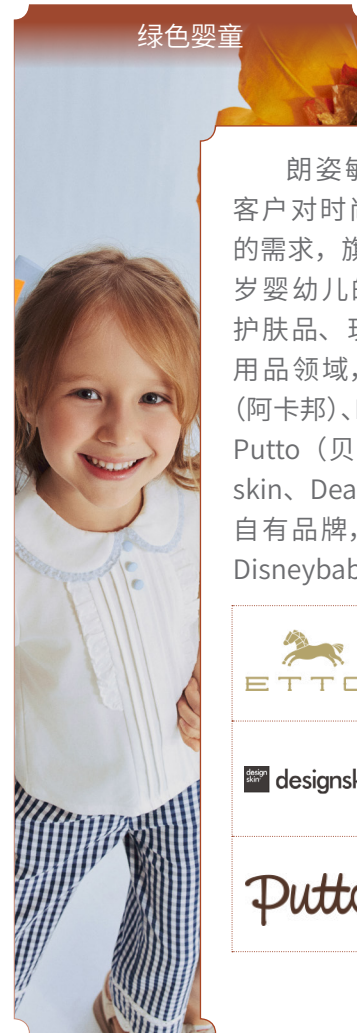 绿色婴童
朗姿
客户对时尚
的需求，旗
岁婴幼儿的
护肤品、玩
用品领域，
（阿卡邦）、
Putto（贝
skin、Dea
自有品牌，
Disneybab
ETTO
design skin designsk
Putto